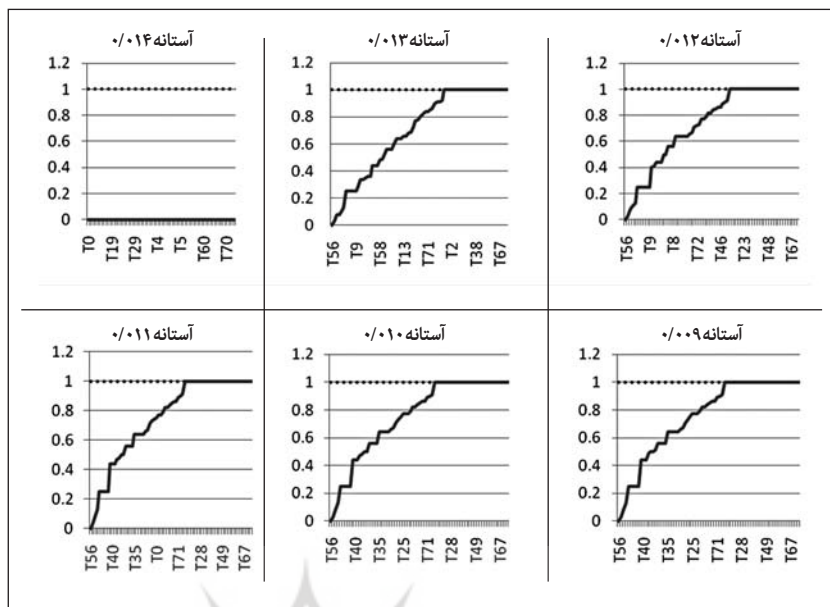 آستانه ۰/۰۱۲
1.2
1
0.8
0.6
0.4
0.2
0
T56
T9
T8
T72
T46
T23
T48
T67
آستانه ۰/۰۱۳
1.2
1
0.8
0.6
0.4
0.2
0
T56
T9
T58
T13
T71
T2
T38
T67
آستانه ۰/۰۱۴
1.2
1
0.8
0.6
0.4
0.2
0
T0
T19
T29
T4
T5
T60
T70
آستانه ۰/۰۰۹
1.2
1
0.8
0.6
0.4
0.2
0
T56
T40
T35
T25
T71
T28
T49
T67
آستانه ۰/۰۱۰
1.2
1
0.8
0.6
0.4
0.2
0
T56
T40
T35
T25
T71
T28
T49
T67
آستانه ۰/۰۱۱
1.2
1
0.8
0.6
0.4
0.2
0
T56
T40
T35
T0
T71
T28
T49
T67